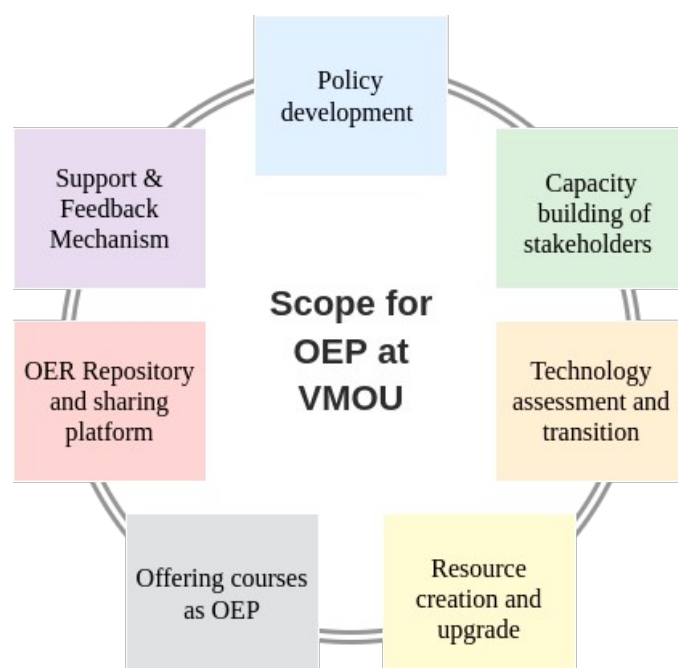 Policy
development
Support &
Feedback
Mechanism
Capacity
building of
stakeholders
Scope for
OEP at
VMOU
OER Repository
and sharing
platform
Technology
assessment and
transition
Offering courses
as OEP
Resource
creation and
upgrade